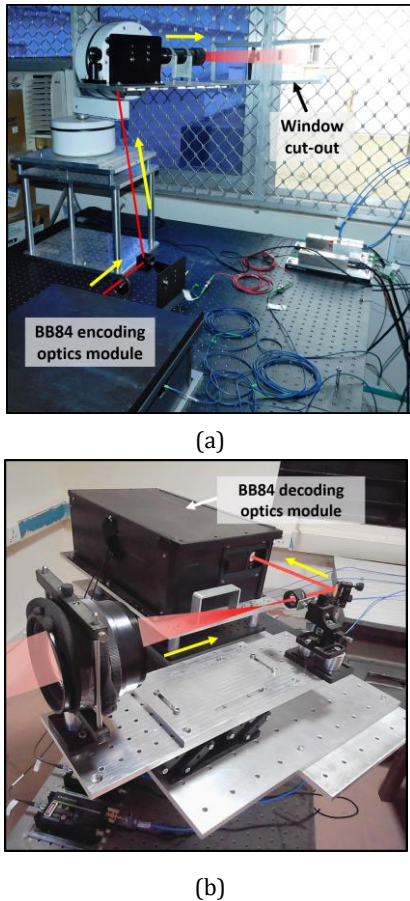 Window
cut-out
BB84 encoding
optics module
(a)
BB84 decoding
optics module
(b)